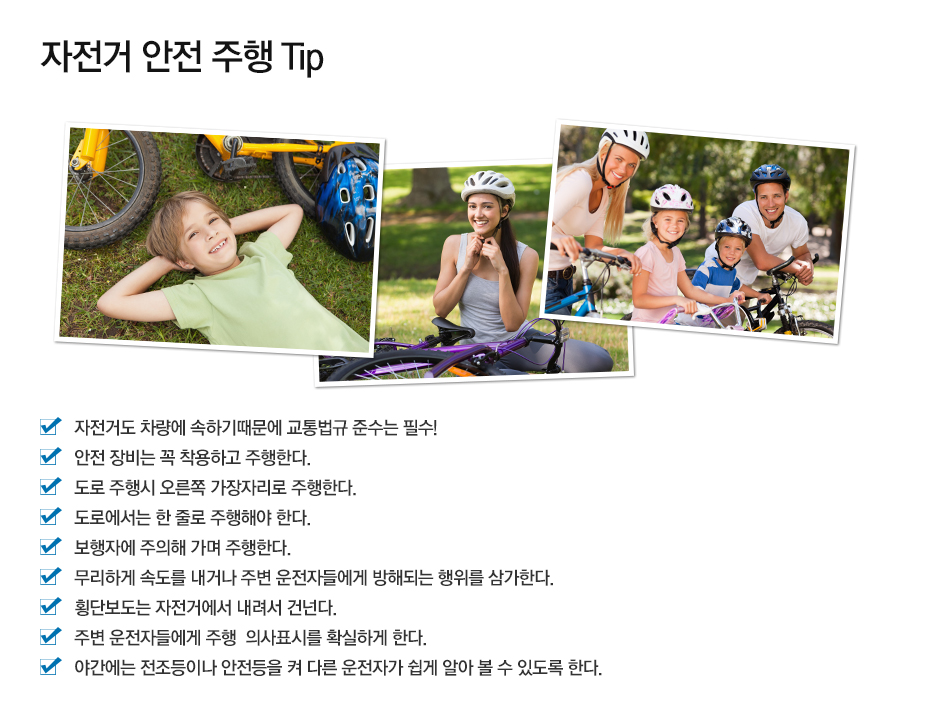 자전거 안전 주행 Tip
자전거도 차량에 속하기때문에 교통법규 준수는 필수!
안전 장비는 꼭 착용하고 주행한다.
도로 주행시 오른쪽 가장자리로 주행한다.
도로에서는 한 줄로 주행해야 한다.
보행자에 주의해 가며 주행한다.
무리하게 속도를 내거나 주변 운전자들에게 방해되는 행위를 삼가한다.
횡단보도는 자전거에서 내려서 건넌다.
주변 운전자들에게 주행  의사표시를 확실하게 한다.
야간에는 전조등이나 안전등을 켜 다른 운전자가 쉽게 알아 볼 수 있도록 한다.